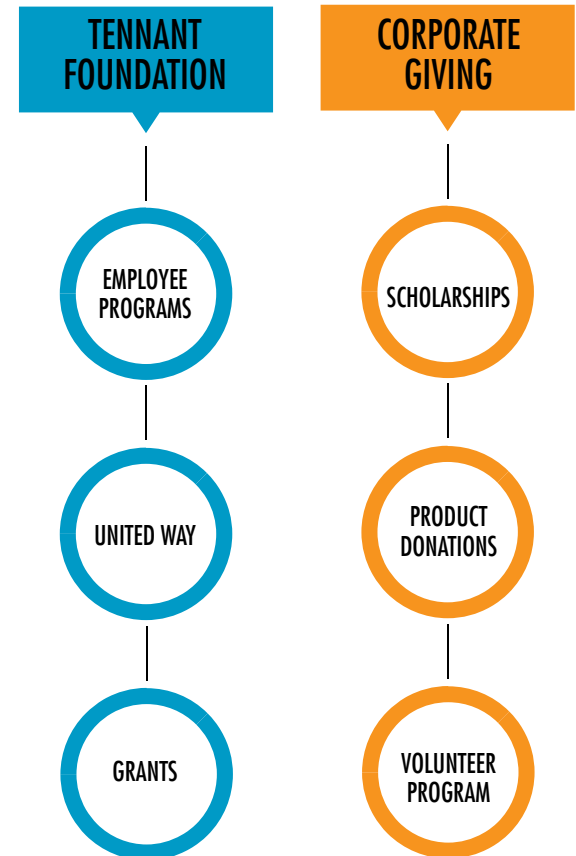 TENNANT
FOUNDATION
EMPLOYEE
PROGRAMS
UNITED WAY
GRANTS
CORPORATE
GIVING
SCHOLARSHIPS
PRODUCT
DONATIONS
VOLUNTEER
PROGRAM